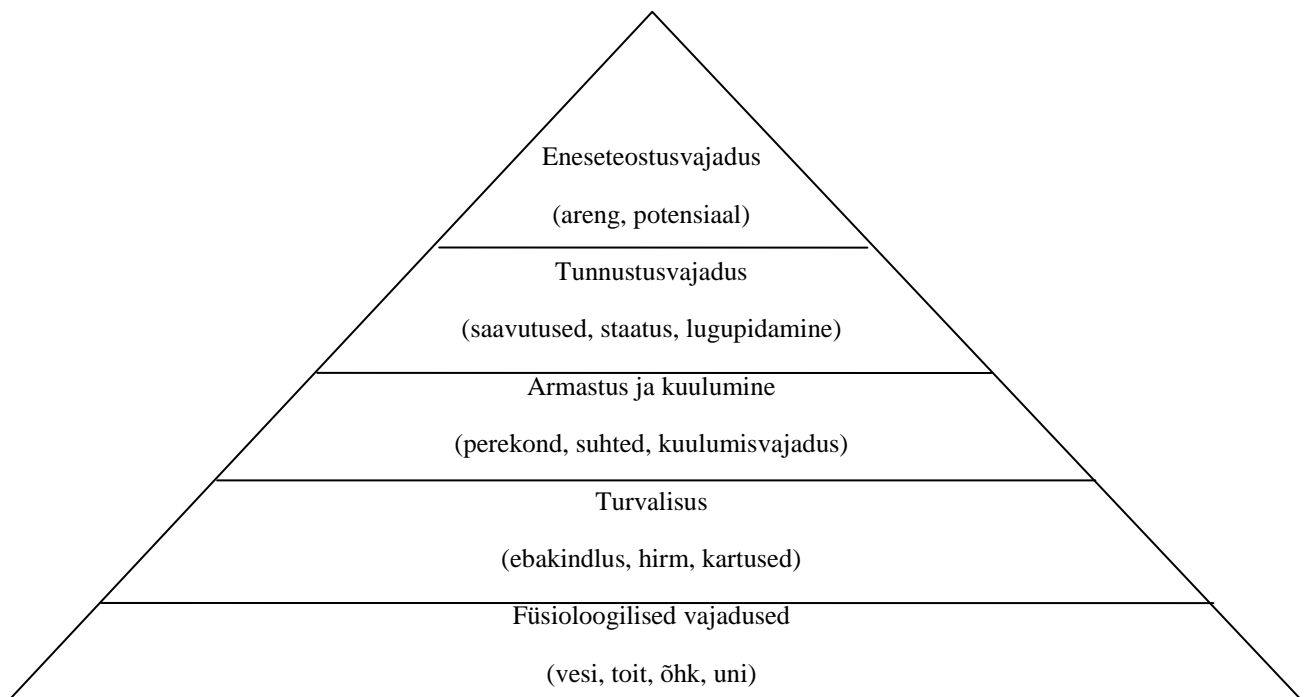 Eneseteostusvajadus
(areng, potensiaal)
Tunnustusvajadus
(saavutused, staatus, lugupidamine)
Armastus ja kuulumine
(perekond, suhted, kuulumisvajadus)
Turvalisus
(ebakindlus, hirm, kartused)
Füsioloogilised vajadused
(vesi, toit, õhk, uni)